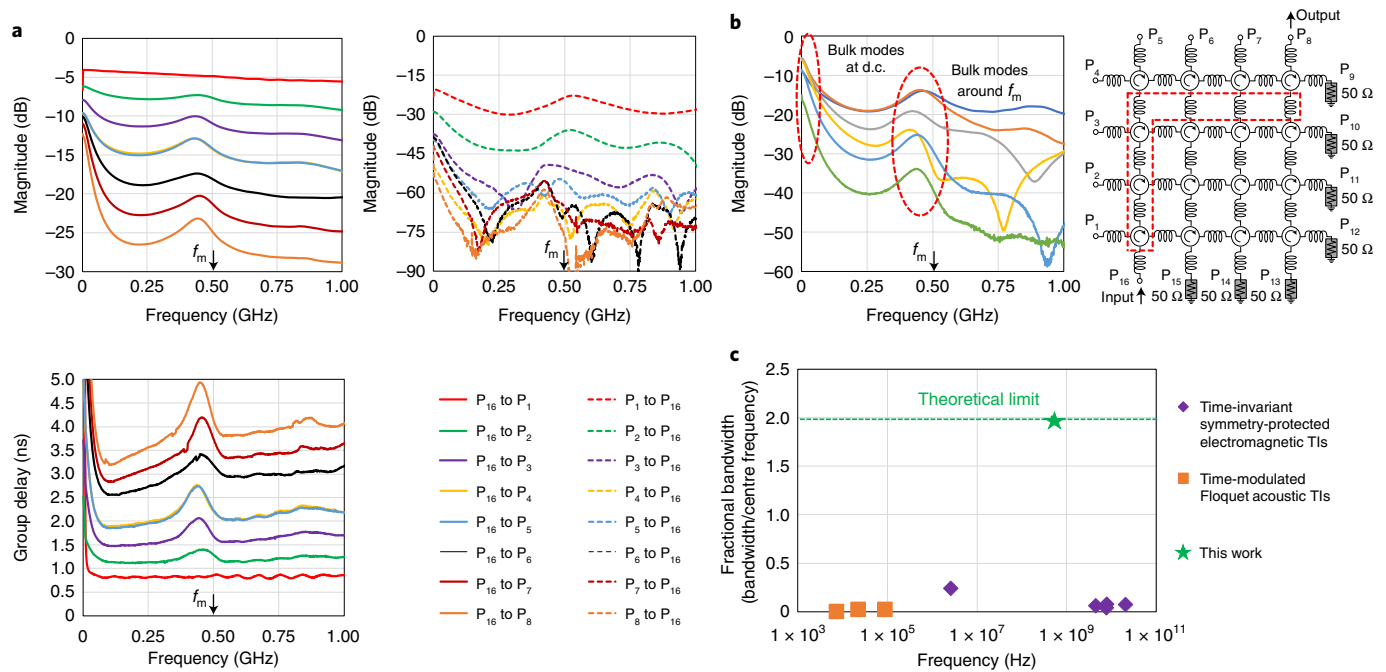 a
0
−5
−10
−15
−20
−25
−30
Magnitude (dB)
0
0.25
0.50
0.75
1.00
Frequency (GHz)
fm
0
−15
−30
−45
−60
−75
−90
Magnitude (dB)
0
0.25
0.50
0.75
1.00
Frequency (GHz)
fm
b
0
−10
−20
−30
−40
−50
−60
Magnitude (dB)
0
0.25
0.50
0.75
1.00
Frequency (GHz)
fm
Bulk modes
at d.c.
Bulk modes
around fm
Output
P5
P6
P7
P8
P4
P9
50 Ω
P3
P10
50 Ω
P2
P11
50 Ω
P1
P12
50 Ω
P16
P15
P14
P13
Input
50 Ω
50 Ω
50 Ω
5.0
4.5
4.0
3.5
3.0
2.5
2.0
1.5
1.0
0.5
0
Group delay (ns)
0
0.25
0.50
0.75
1.00
Frequency (GHz)
fm
P16 to P1
P16 to P2
P16 to P3
P16 to P4
P16 to P5
P16 to P6
P16 to P7
P16 to P8
P1 to P16
P2 to P16
P3 to P16
P4 to P16
P5 to P16
P6 to P16
P7 to P16
P8 to P16
c
2.5
2.0
1.5
1.0
0.5
0
Fractional bandwidth
(bandwidth/centre frequency)
Theoretical limit
1 × 10³
1 × 10⁵
1 × 10⁷
1 × 10⁹
1 × 10¹¹
Frequency (Hz)
Time-invariant
symmetry-protected
electromagnetic TIs
Time-modulated
Floquet acoustic TIs
This work